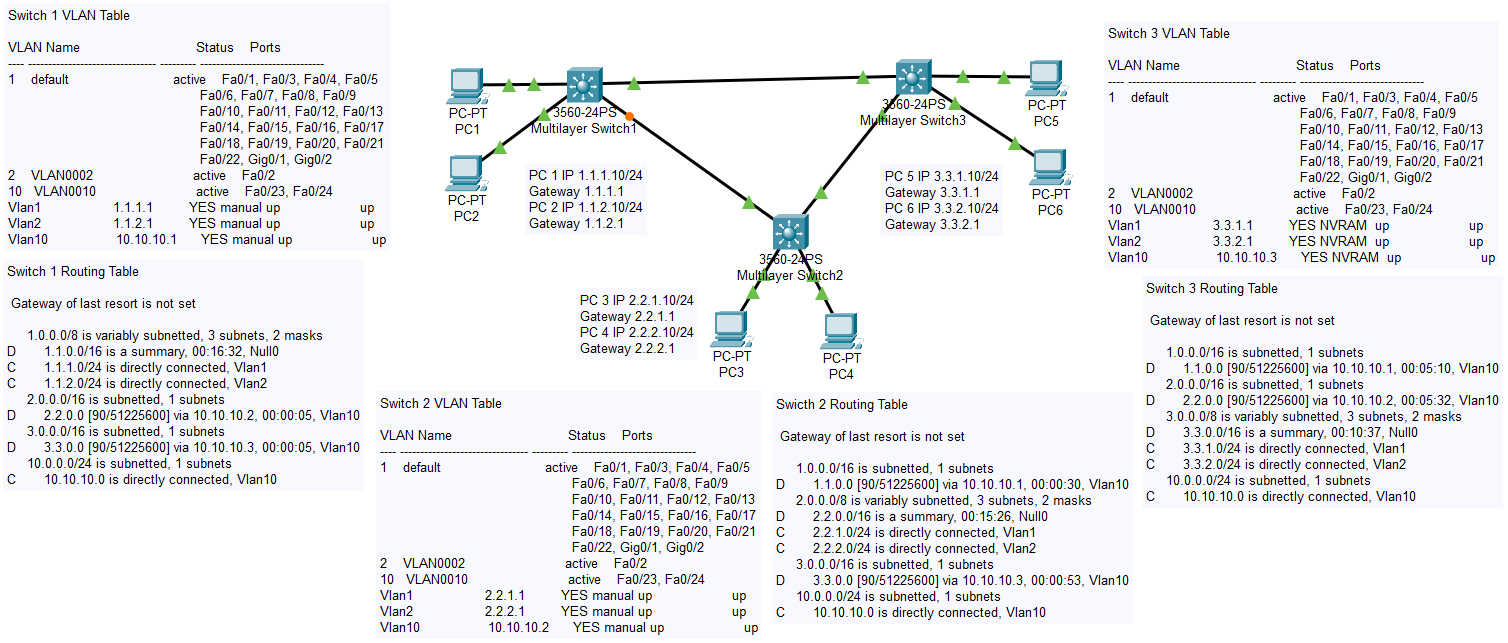 Switch 1 VLAN Table
VLAN Name Status Ports
---- -------------------------------- --------- -------------------------------
1 default active Fa0/1, Fa0/3, Fa0/4, Fa0/5
Fa0/6, Fa0/7, Fa0/8, Fa0/9
Fa0/10, Fa0/11, Fa0/12, Fa0/13
Fa0/14, Fa0/15, Fa0/16, Fa0/17
Fa0/18, Fa0/19, Fa0/20, Fa0/21
Fa0/22, Gig0/1, Gig0/2
2 VLAN0002 active Fa0/2
10 VLAN0010 active Fa0/23, Fa0/24
Vlan1 1.1.1.1 YES manual up up
Vlan2 1.1.2.1 YES manual up up
Vlan10 10.10.10.1 YES manual up up
Switch 1 Routing Table
Gateway of last resort is not set
1.0.0.0/8 is variably subnetted, 3 subnets, 2 masks
D 1.1.0.0/16 is a summary, 00:16:32, Null0
C 1.1.1.0/24 is directly connected, Vlan1
C 1.1.2.0/24 is directly connected, Vlan2
2.0.0.0/16 is subnetted, 1 subnets
D 2.2.0.0 [90/51225600] via 10.10.10.2, 00:00:05, Vlan10
3.0.0.0/16 is subnetted, 1 subnets
D 3.3.0.0 [90/51225600] via 10.10.10.3, 00:00:05, Vlan10
10.0.0.0/24 is subnetted, 1 subnets
C 10.10.10.0 is directly connected, Vlan10
PC-PT
PC1
PC-PT
PC2
3560-24PS
Multilayer Switch1
PC 1 IP 1.1.1.10/24
Gateway 1.1.1.1
PC 2 IP 1.1.2.10/24
Gateway 1.1.2.1
3560-24PS
Multilayer Switch3
PC 5 IP 3.3.1.10/24
Gateway 3.3.1.1
PC 6 IP 3.3.2.10/24
Gateway 3.3.2.1
PC-PT
PC5
PC-PT
PC6
3560-24PS
Multilayer Switch2
PC 3 IP 2.2.1.10/24
Gateway 2.2.1.1
PC 4 IP 2.2.2.10/24
Gateway 2.2.2.1
PC-PT
PC3
PC-PT
PC4
Switch 2 VLAN Table
VLAN Name Status Ports
---- -------------------------------- --------- -------------------------------
1 default active Fa0/1, Fa0/3, Fa0/4, Fa0/5
Fa0/6, Fa0/7, Fa0/8, Fa0/9
Fa0/10, Fa0/11, Fa0/12, Fa0/13
Fa0/14, Fa0/15, Fa0/16, Fa0/17
Fa0/18, Fa0/19, Fa0/20, Fa0/21
Fa0/22, Gig0/1, Gig0/2
2 VLAN0002 active Fa0/2
10 VLAN0010 active Fa0/23, Fa0/24
Vlan1 2.2.1.1 YES manual up up
Vlan2 2.2.2.1 YES manual up up
Vlan10 10.10.10.2 YES manual up up
Swicth 2 Routing Table
Gateway of last resort is not set
1.0.0.0/16 is subnetted, 1 subnets
D 1.1.0.0 [90/51225600] via 10.10.10.1, 00:00:30, Vlan10
2.0.0.0/8 is variably subnetted, 3 subnets, 2 masks
D 2.2.0.0/16 is a summary, 00:15:26, Null0
C 2.2.1.0/24 is directly connected, Vlan1
C 2.2.2.0/24 is directly connected, Vlan2
3.0.0.0/16 is subnetted, 1 subnets
D 3.3.0.0 [90/51225600] via 10.10.10.3, 00:00:53, Vlan10
10.0.0.0/24 is subnetted, 1 subnets
C 10.10.10.0 is directly connected, Vlan10
Switch 3 VLAN Table
VLAN Name Status Ports
---- -------------------------------- --------- -------------------------------
1 default active Fa0/1, Fa0/3, Fa0/4, Fa0/5
Fa0/6, Fa0/7, Fa0/8, Fa0/9
Fa0/10, Fa0/11, Fa0/12, Fa0/13
Fa0/14, Fa0/15, Fa0/16, Fa0/17
Fa0/18, Fa0/19, Fa0/20, Fa0/21
Fa0/22, Gig0/1, Gig0/2
2 VLAN0002 active Fa0/2
10 VLAN0010 active Fa0/23, Fa0/24
Vlan1 3.3.1.1 YES NVRAM up up
Vlan2 3.3.2.1 YES NVRAM up up
Vlan10 10.10.10.3 YES NVRAM up up
Switch 3 Routing Table
Gateway of last resort is not set
1.0.0.0/16 is subnetted, 1 subnets
D 1.1.0.0 [90/51225600] via 10.10.10.1, 00:05:10, Vlan10
2.0.0.0/16 is subnetted, 1 subnets
D 2.2.0.0 [90/51225600] via 10.10.10.2, 00:05:32, Vlan10
3.0.0.0/8 is variably subnetted, 3 subnets, 2 masks
D 3.3.0.0/16 is a summary, 00:10:37, Null0
C 3.3.1.0/24 is directly connected, Vlan1
C 3.3.2.0/24 is directly connected, Vlan2
10.0.0.0/24 is subnetted, 1 subnets
C 10.10.10.0 is directly connected, Vlan10